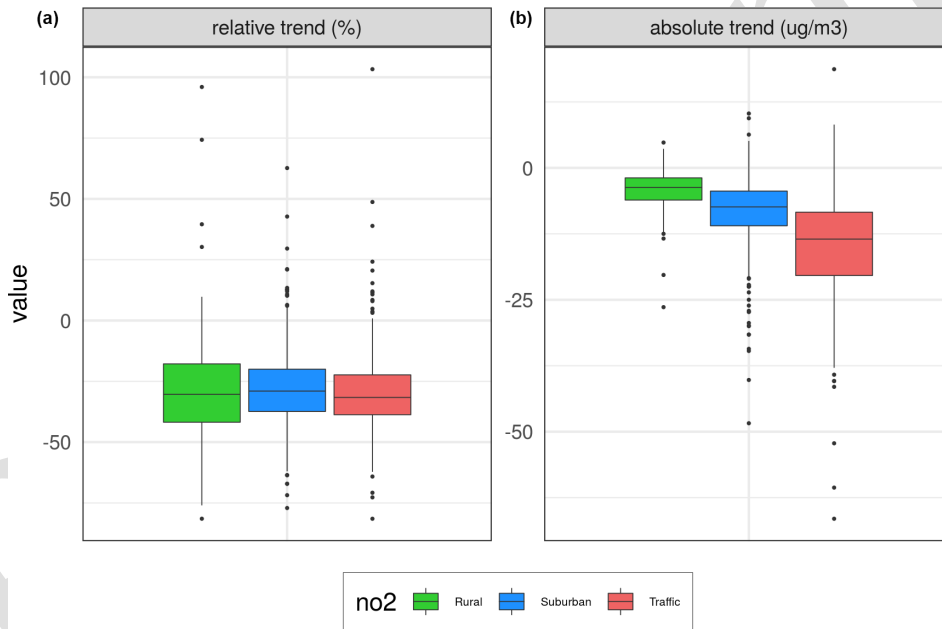 (a)
relative trend (%)
100
50
0
-50
value
(b)
absolute trend (ug/m3)
0
-25
-50
no2 Rural Suburban Traffic